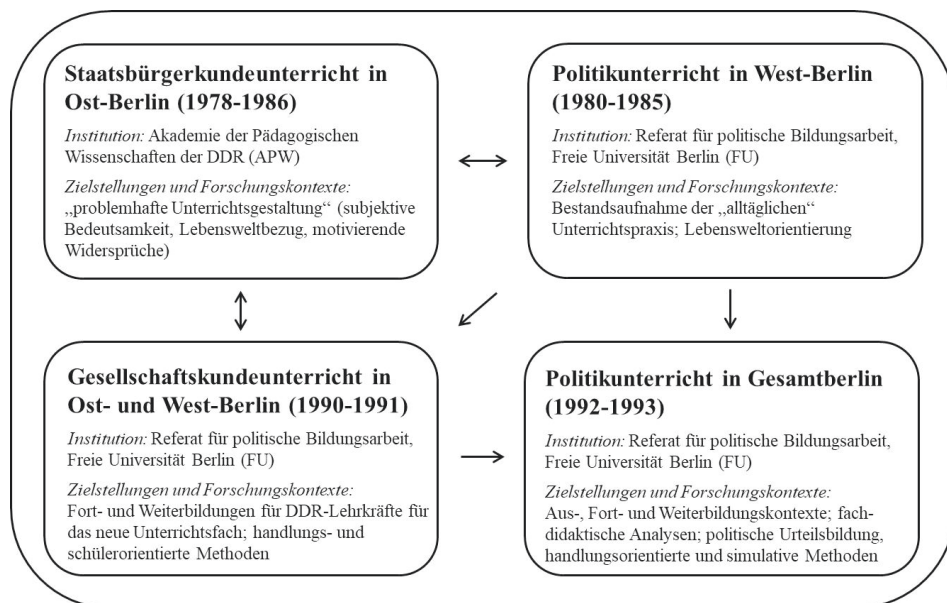 Staatsbürgerkundeunterricht in
Ost-Berlin (1978-1986)
Institution: Akademie der Pädagogischen
Wissenschaften der DDR (APW)
Zielstellungen und Forschungskontexte:
„problemhafte Unterrichtsgestaltung“ (subjektive
Bedeutsamkeit, Lebensweltbezug, motivierende
Widersprüche)
Politikunterricht in West-Berlin
(1980-1985)
Institution: Referat für politische Bildungsarbeit,
Freie Universität Berlin (FU)
Zielstellungen und Forschungskontexte:
Bestandsaufnahme der „alltäglichen“
Unterrichtspraxis; Lebensweltorientierung
Gesellschaftskundeunterricht in
Ost- und West-Berlin (1990-1991)
Institution: Referat für politische Bildungsarbeit,
Freie Universität Berlin (FU)
Zielstellungen und Forschungskontexte:
Fort- und Weiterbildungen für DDR-Lehrkräfte für
das neue Unterrichtsfach; handlungs- und
schülerorientierte Methoden
Politikunterricht in Gesamtberlin
(1992-1993)
Institution: Referat für politische Bildungsarbeit,
Freie Universität Berlin (FU)
Zielstellungen und Forschungskontexte:
Aus-, Fort- und Weiterbildungskontexte; fach-
didaktische Analysen; politische Urteilsbildung,
handlungsorientierte und simulative Methoden